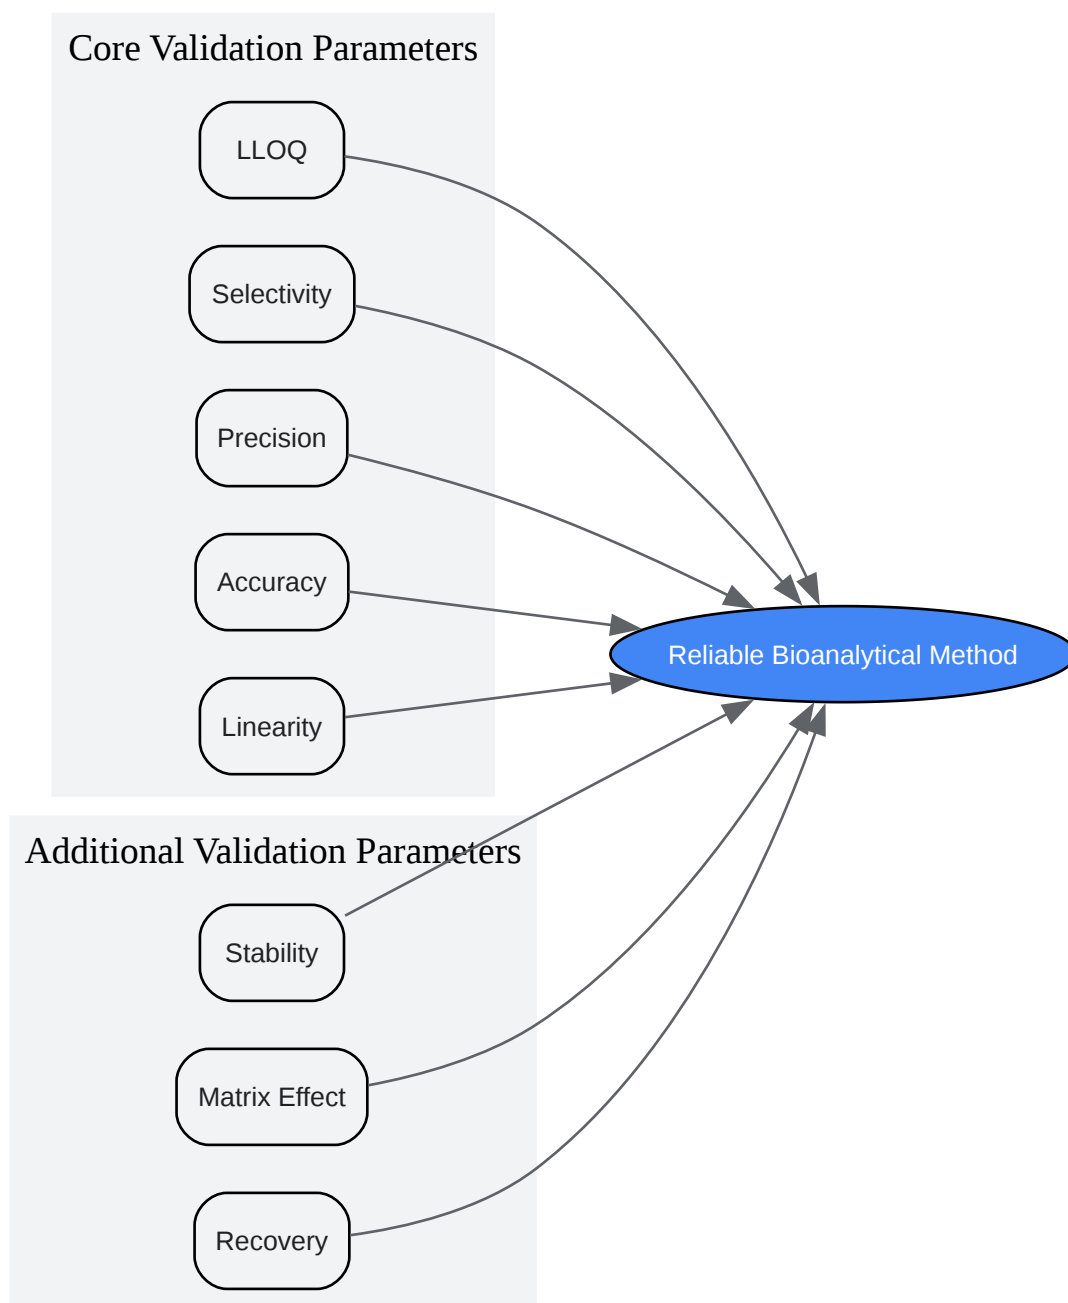 Core Validation Parameters
LLOQ
Selectivity
Precision
Accuracy
Linearity
Reliable Bioanalytical Method
Additional Validation Parameters
Stability
Matrix Effect
Recovery